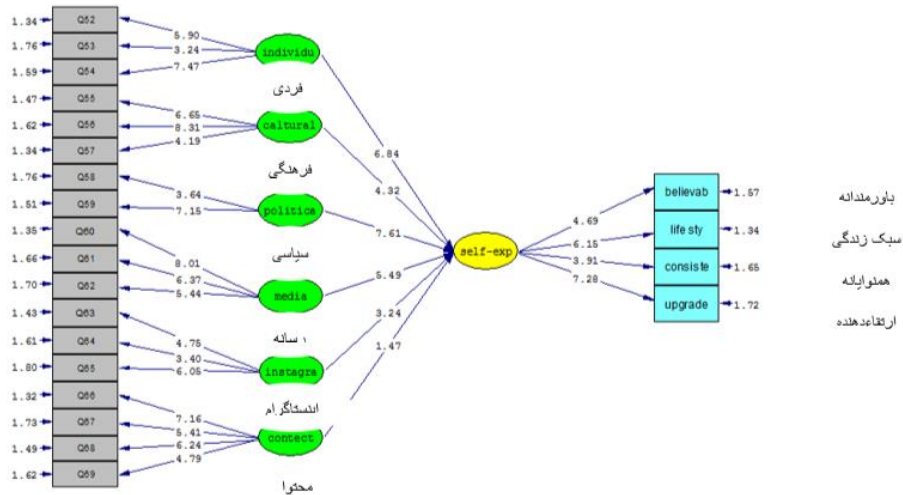 1.34 Q52
1.76 Q53
1.59 Q54
1.47 Q55
1.62 Q56
1.34 Q57
1.76 Q58
1.51 Q59
1.35 Q60
1.66 Q61
1.70 Q62
1.43 Q63
1.61 Q64
1.80 Q65
1.32 Q66
1.73 Q67
1.49 Q68
1.62 Q69
5.90
3.24
7.47
6.65
8.31
4.19
3.64
7.15
8.01
6.37
5.44
4.75
3.40
6.05
7.16
5.41
6.24
4.79
individu
فردی
caltural
فرهنگی
politica
سیاسی
media
رسانه
instagra
اینستاگرام
contect
محتوا
6.84
4.32
7.61
5.49
3.24
1.47
self-exp
4.69
6.15
3.91
7.28
believab 1.57
life sty 1.34
consiste 1.65
upgrade 1.72
باورمندانه
سبک زندگی
همنوایانه
ارتقاءدهنده